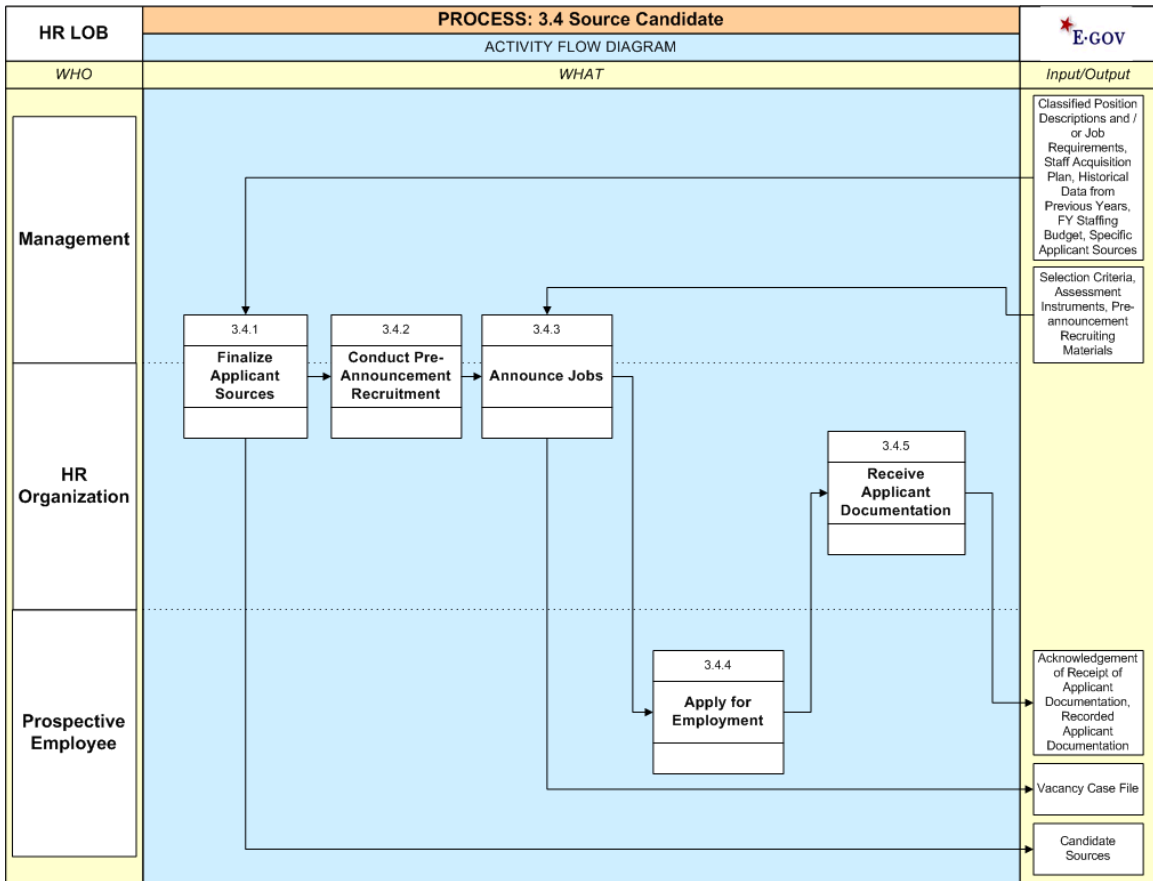 HR LOB
PROCESS: 3.4 Source Candidate
ACTIVITY FLOW DIAGRAM
E-GOV
WHO
WHAT
Input/Output
Management
HR
Organization
Prospective
Employee
3.4.1
Finalize
Applicant
Sources
3.4.2
Conduct Pre-
Announcement
Recruitment
3.4.3
Announce Jobs
3.4.4
Apply for
Employment
3.4.5
Receive
Applicant
Documentation
Classified Position
Descriptions and /
or Job
Requirements,
Staff Acquisition
Plan, Historical
Data from
Previous Years,
FY Staffing
Budget, Specific
Applicant Sources
Selection Criteria,
Assessment
Instruments, Pre-
announcement
Recruiting
Materials
Acknowledgement
of Receipt of
Applicant
Documentation,
Recorded
Applicant
Documentation
Vacancy Case File
Candidate
Sources